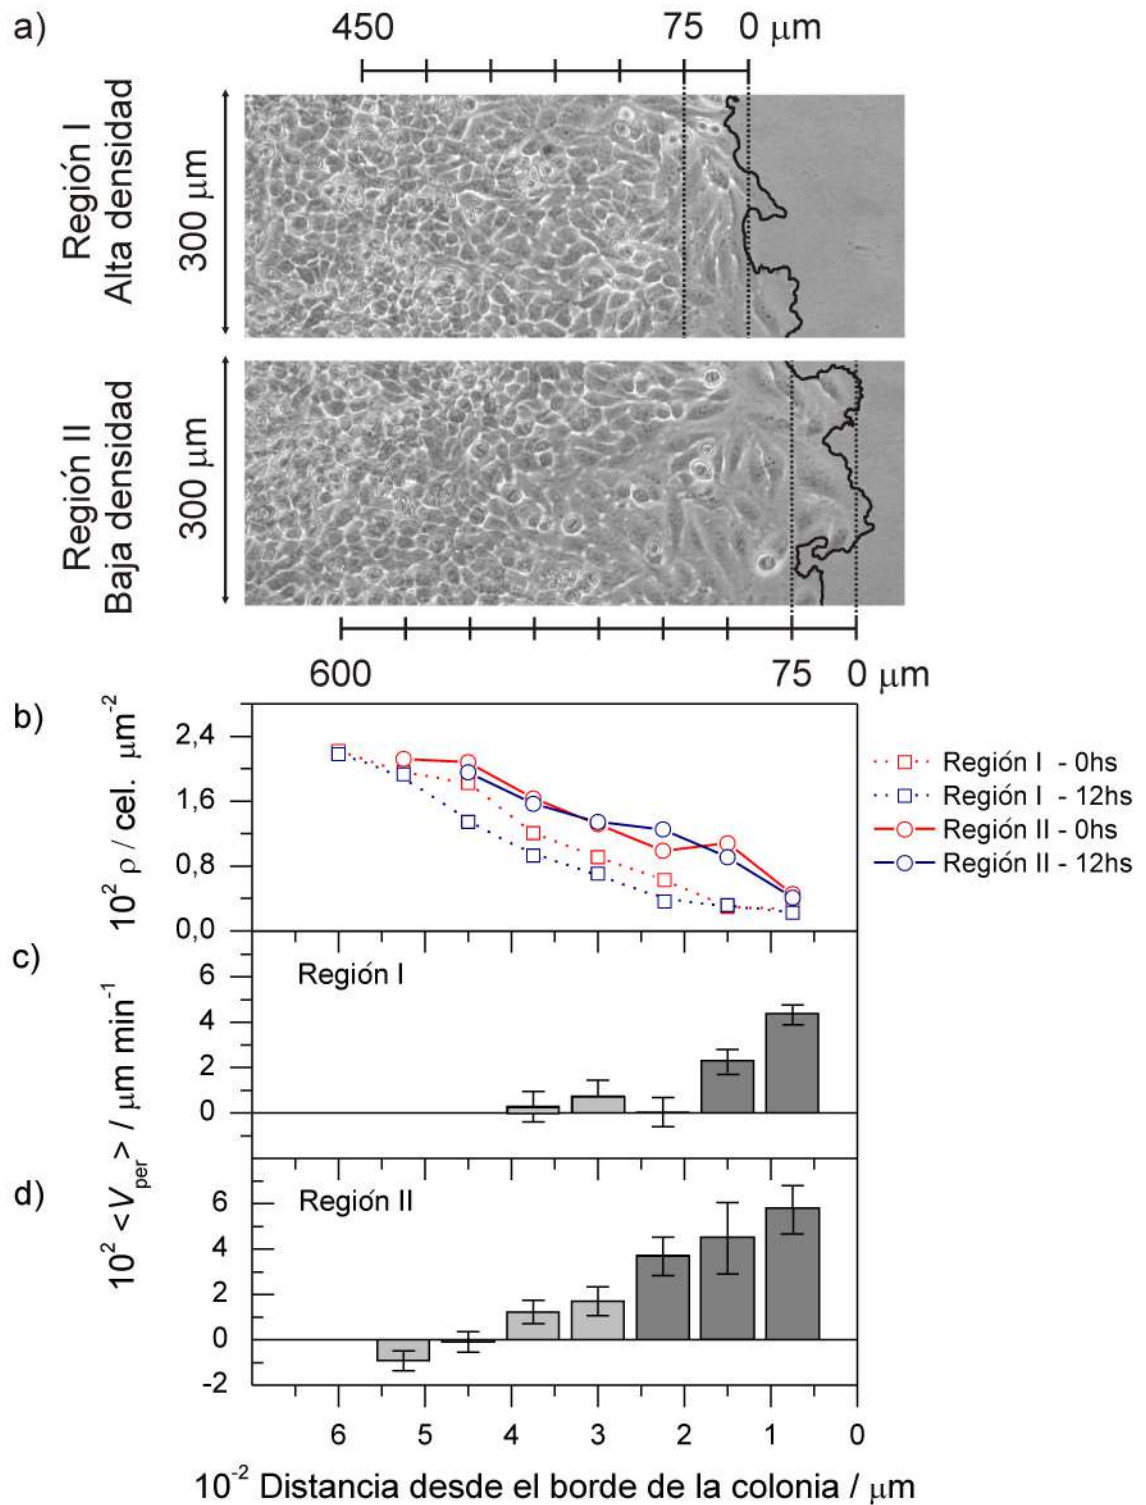 a)
450 75 0 μm
Región I
Alta densidad
300 μm
Región II
Baja densidad
300 μm
600 75 0 μm
b)
10² ρ / cel. μm⁻²
2,4
1,6
0,8
0,0
Región I - 0hs
Región I - 12hs
Región II - 0hs
Región II - 12hs
c)
Región I
6
4
2
0
10² <V_per> / μm min⁻¹
d)
Región II
6
4
2
0
-2
6 5 4 3 2 1 0
10⁻² Distancia desde el borde de la colonia / μm